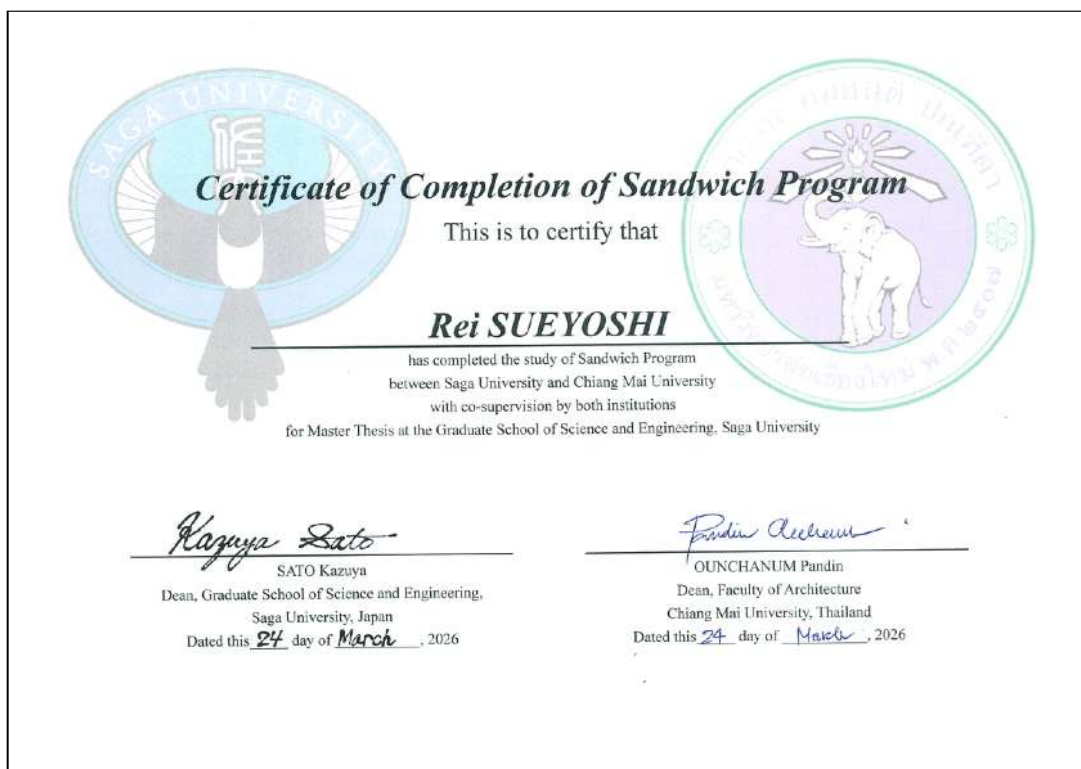 SAGA UNIVERSITY
Certificate of Completion of Sandwich Program
This is to certify that
Rei SUEYOSHI
has completed the study of Sandwich Program
between Saga University and Chiang Mai University
with co-supervision by both institutions
for Master Thesis at the Graduate School of Science and Engineering, Saga University
Kazuya Sato
SATO Kazuya
Dean, Graduate School of Science and Engineering,
Saga University, Japan
Dated this 24 day of March, 2026
OUNCHANUM Pandin
Dean, Faculty of Architecture
Chiang Mai University, Thailand
Dated this 24 day of March, 2026